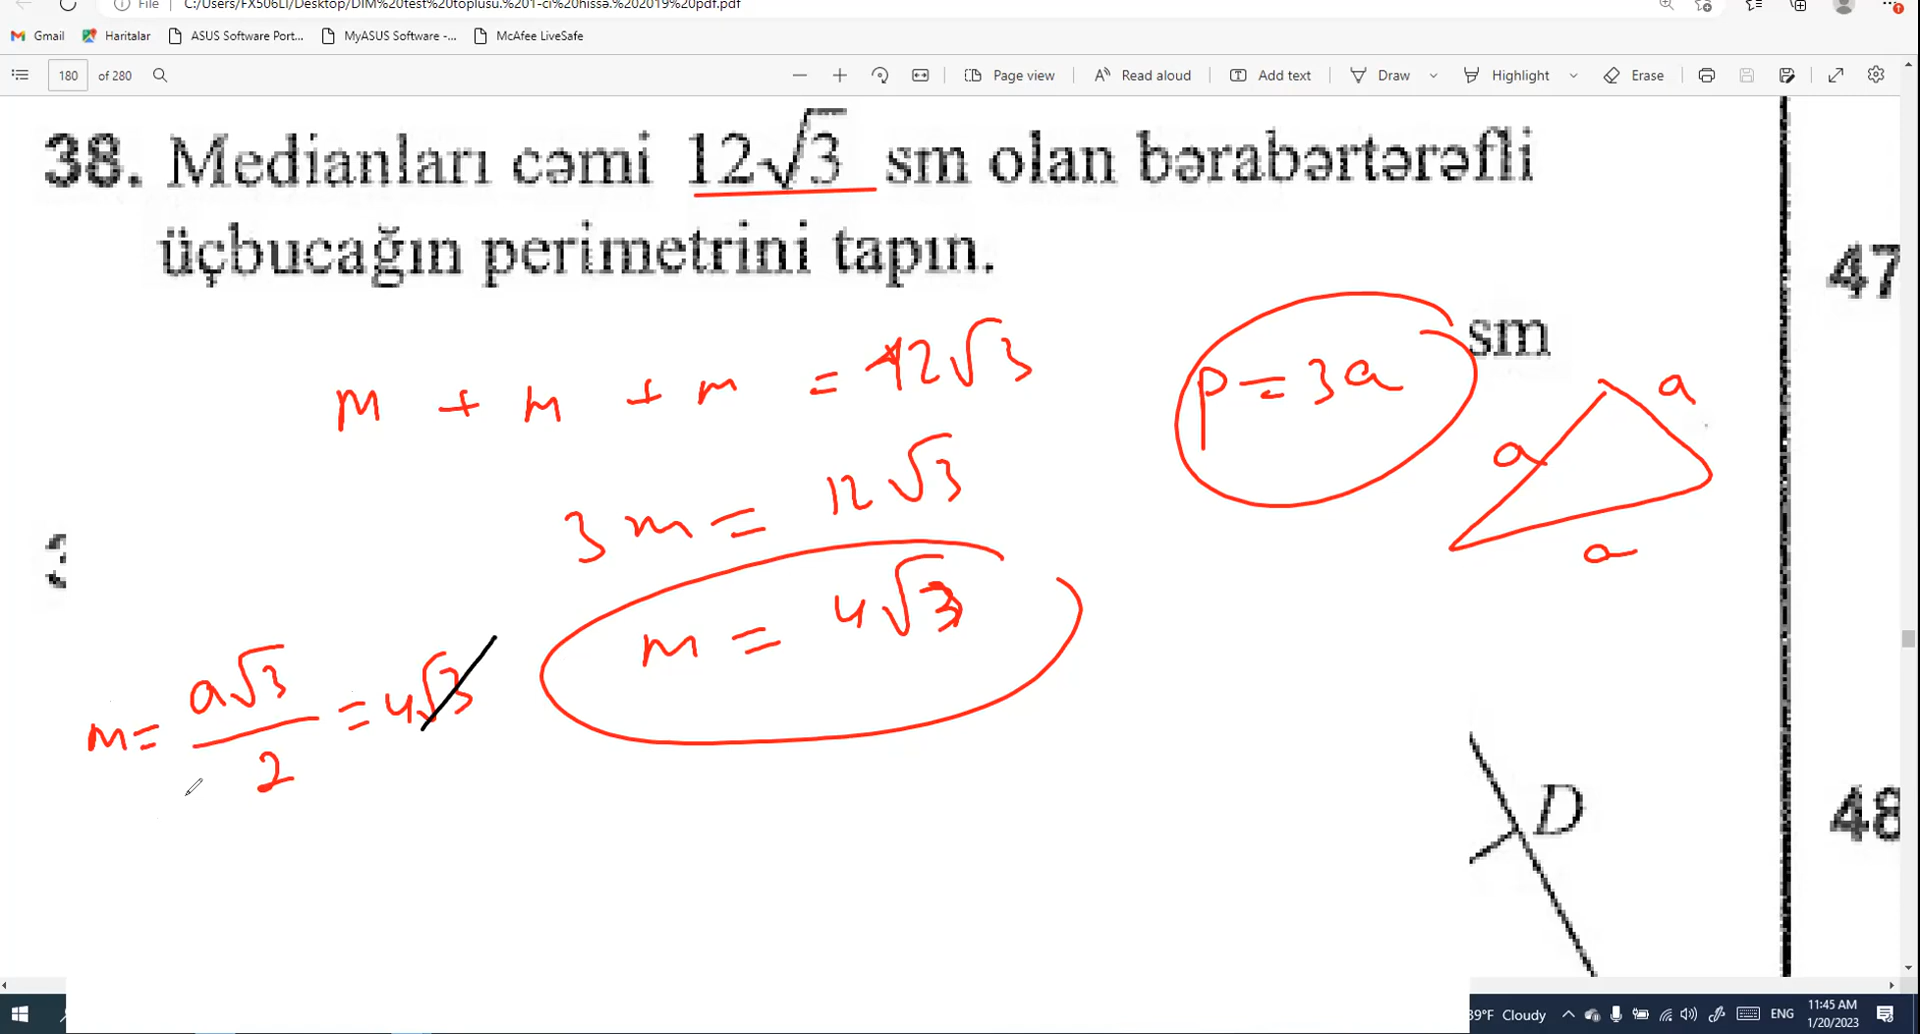 File C:/Users/FX506LI/Desktop/DIM%20test%20toplusu.%201-ci%20hissə.%202019%20pdf.pdf
Gmail Haritalar ASUS Software Port... MyASUS Software -... McAfee LiveSafe
180 of 280 Page view Read aloud Add text Draw Highlight Erase
38. Medianları cəmi 12√3 sm olan bərabərtərəfli
üçbucağın perimetrini tapın.
47
sm
m + m + m = 12√3
P = 3a
a
a
a
3m = 12√3
m = 4√3
m = a√3/2 = 4√3
D
48
39°F Cloudy ENG 11:45 AM
1/20/2023